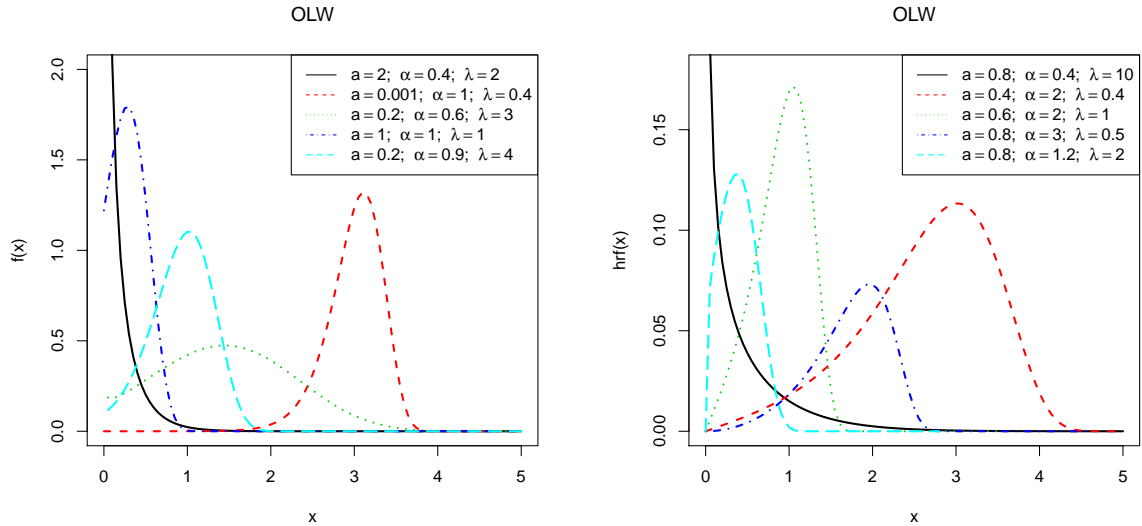 OLW
f(x)
2.0
1.5
1.0
0.5
0.0
a = 2; α = 0.4; λ = 2
a = 0.001; α = 1; λ = 0.4
a = 0.2; α = 0.6; λ = 3
a = 1; α = 1; λ = 1
a = 0.2; α = 0.9; λ = 4
0 1 2 3 4 5
x
OLW
hrf(x)
0.15
0.10
0.05
0.00
a = 0.8; α = 0.4; λ = 10
a = 0.4; α = 2; λ = 0.4
a = 0.6; α = 2; λ = 1
a = 0.8; α = 3; λ = 0.5
a = 0.8; α = 1.2; λ = 2
0 1 2 3 4 5
x